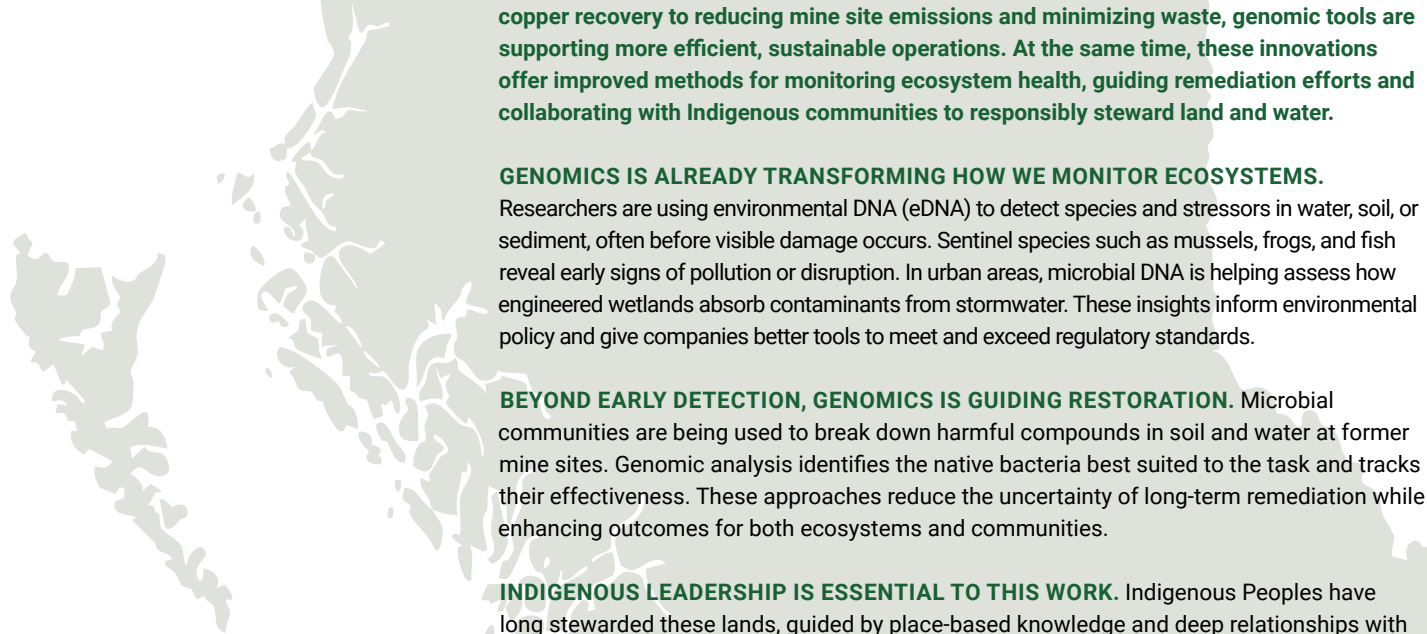 copper recovery to reducing mine site emissions and minimizing waste, genomic tools are
supporting more efficient, sustainable operations. At the same time, these innovations
offer improved methods for monitoring ecosystem health, guiding remediation efforts and
collaborating with Indigenous communities to responsibly steward land and water.
GENOMICS IS ALREADY TRANSFORMING HOW WE MONITOR ECOSYSTEMS.
Researchers are using environmental DNA (eDNA) to detect species and stressors in water, soil, or
sediment, often before visible damage occurs. Sentinel species such as mussels, frogs, and fish
reveal early signs of pollution or disruption. In urban areas, microbial DNA is helping assess how
engineered wetlands absorb contaminants from stormwater. These insights inform environmental
policy and give companies better tools to meet and exceed regulatory standards.
BEYOND EARLY DETECTION, GENOMICS IS GUIDING RESTORATION. Microbial
communities are being used to break down harmful compounds in soil and water at former
mine sites. Genomic analysis identifies the native bacteria best suited to the task and tracks
their effectiveness. These approaches reduce the uncertainty of long-term remediation while
enhancing outcomes for both ecosystems and communities.
INDIGENOUS LEADERSHIP IS ESSENTIAL TO THIS WORK. Indigenous Peoples have
long stewarded these lands, guided by place-based knowledge and deep relationships with